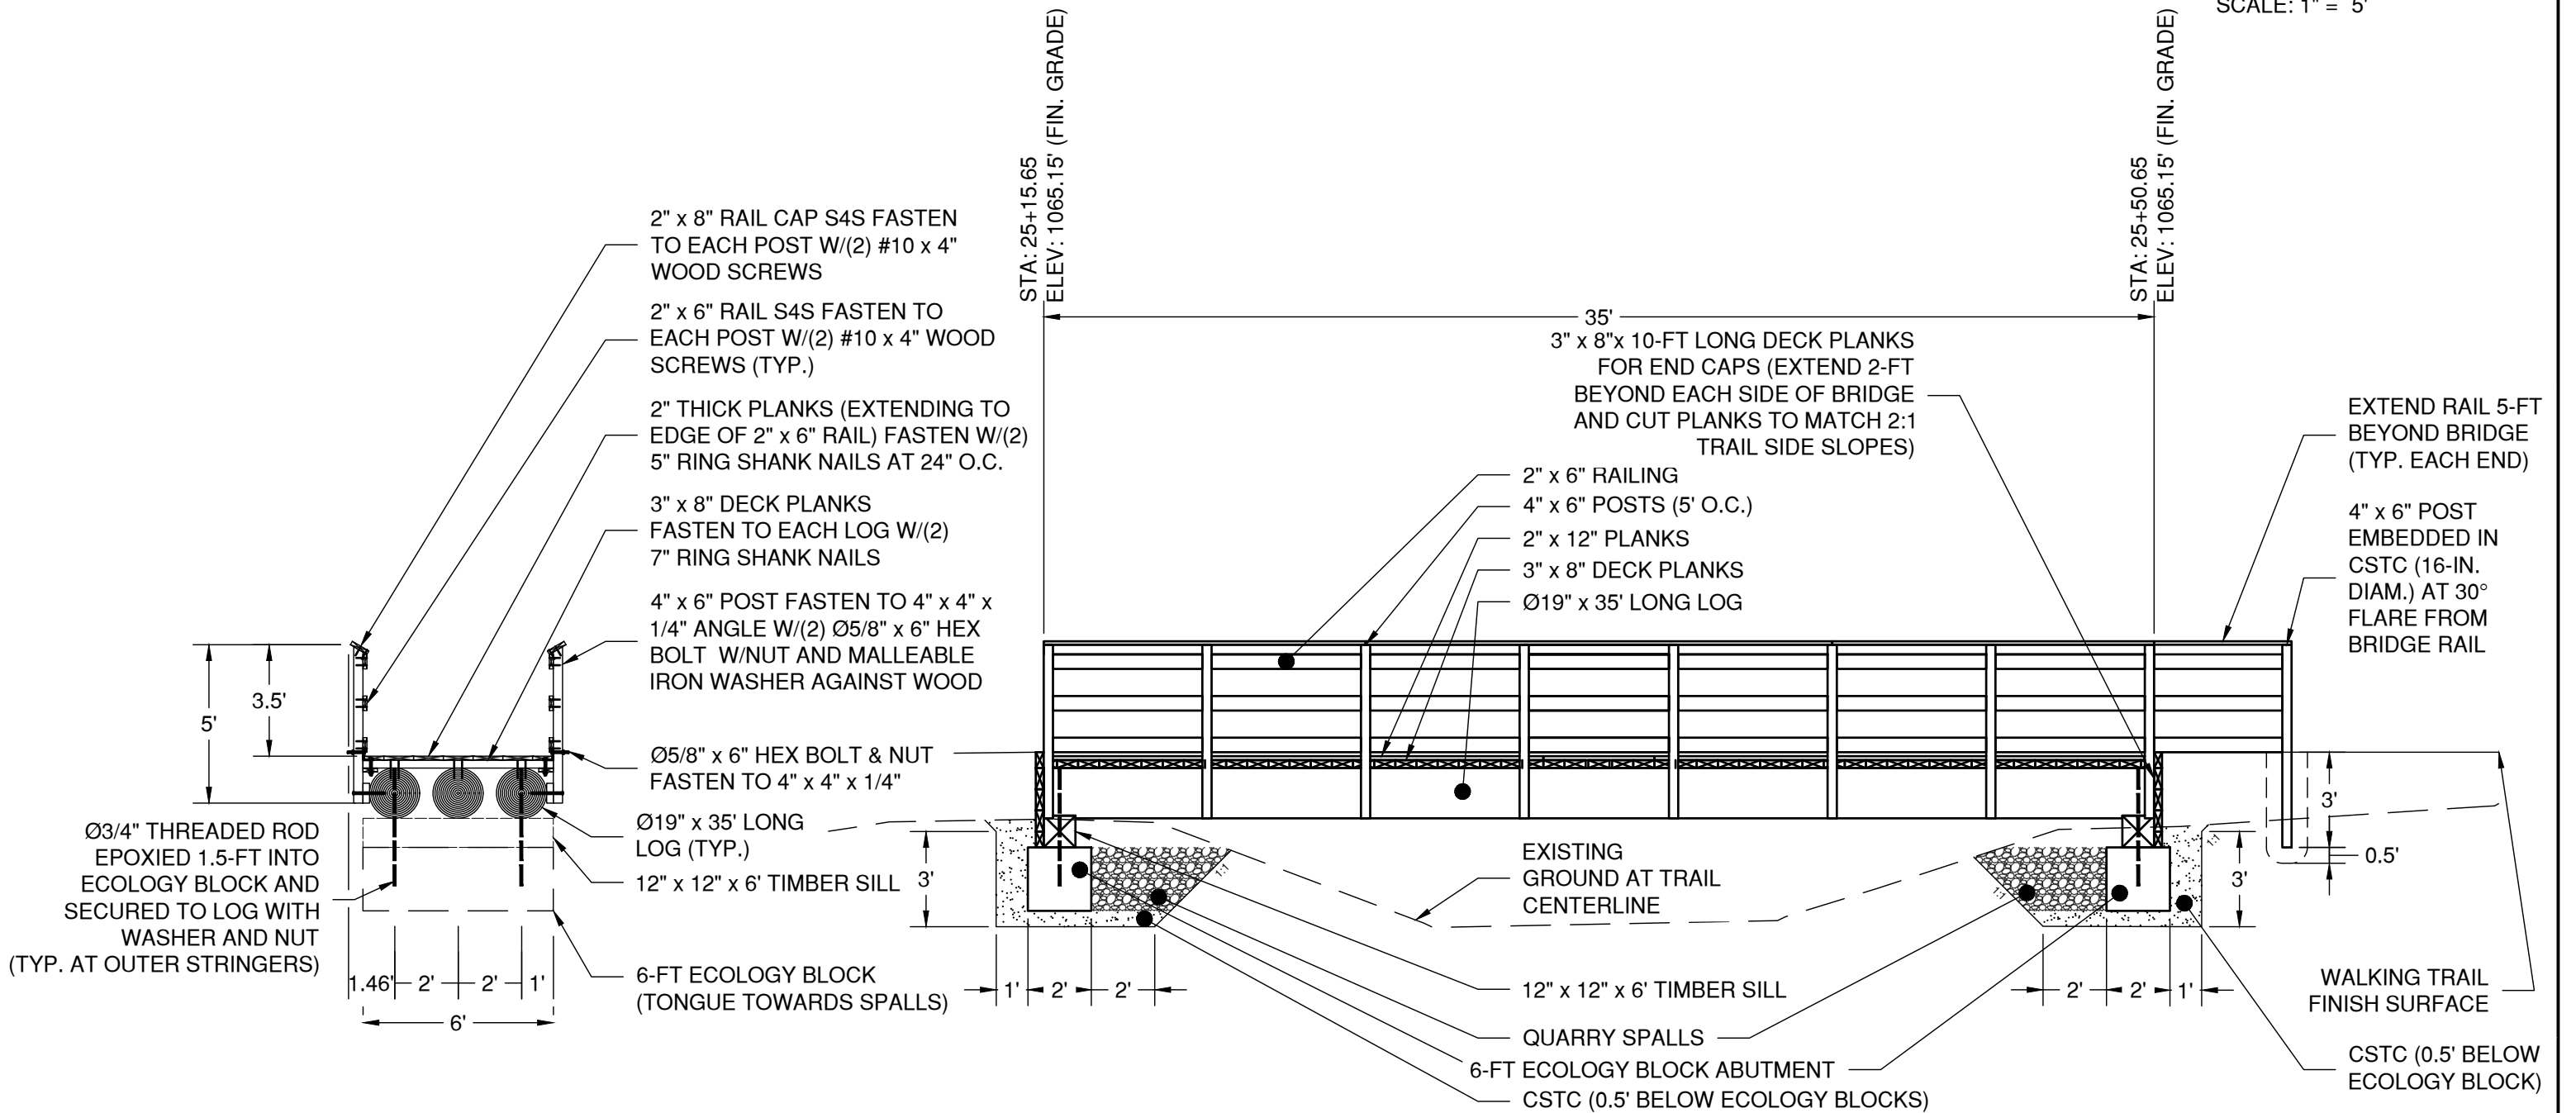 SCALE: 1" = 5'
STA: 25+15.65
ELEV: 1065.15' (FIN. GRADE)
STA: 25+50.65
ELEV: 1065.15' (FIN. GRADE)
2" x 8" RAIL CAP S4S FASTEN
TO EACH POST W/(2) #10 x 4"
WOOD SCREWS
2" x 6" RAIL S4S FASTEN TO
EACH POST W/(2) #10 x 4" WOOD
SCREWS (TYP.)
2" THICK PLANKS (EXTENDING TO
EDGE OF 2" x 6" RAIL) FASTEN W/(2)
5" RING SHANK NAILS AT 24" O.C.
3" x 8" DECK PLANKS
FASTEN TO EACH LOG W/(2)
7" RING SHANK NAILS
4" x 6" POST FASTEN TO 4" x 4" x
1/4" ANGLE W/(2) Ø5/8" x 6" HEX
BOLT W/NUT AND MALLEABLE
IRON WASHER AGAINST WOOD
Ø5/8" x 6" HEX BOLT & NUT
FASTEN TO 4" x 4" x 1/4"
Ø19" x 35' LONG
LOG (TYP.)
12" x 12" x 6' TIMBER SILL
6-FT ECOLOGY BLOCK
(TONGUE TOWARDS SPALLS)
5'
3.5'
Ø3/4" THREADED ROD
EPOXIED 1.5-FT INTO
ECOLOGY BLOCK AND
SECURED TO LOG WITH
WASHER AND NUT
(TYP. AT OUTER STRINGERS)
1.46'
2'
2'
1'
6'
35'
3" x 8"x 10-FT LONG DECK PLANKS
FOR END CAPS (EXTEND 2-FT
BEYOND EACH SIDE OF BRIDGE
AND CUT PLANKS TO MATCH 2:1
TRAIL SIDE SLOPES)
2" x 6" RAILING
4" x 6" POSTS (5' O.C.)
2" x 12" PLANKS
3" x 8" DECK PLANKS
Ø19" x 35' LONG LOG
EXTEND RAIL 5-FT
BEYOND BRIDGE
(TYP. EACH END)
4" x 6" POST
EMBEDDED IN
CSTC (16-IN.
DIAM.) AT 30°
FLARE FROM
BRIDGE RAIL
3'
0.5'
3'
1:1
1:1
1:1
3'
EXISTING
GROUND AT TRAIL
CENTERLINE
1'
2'
2'
2'
2'
1'
12" x 12" x 6' TIMBER SILL
QUARRY SPALLS
6-FT ECOLOGY BLOCK ABUTMENT
CSTC (0.5' BELOW ECOLOGY BLOCKS)
WALKING TRAIL
FINISH SURFACE
CSTC (0.5' BELOW
ECOLOGY BLOCK)